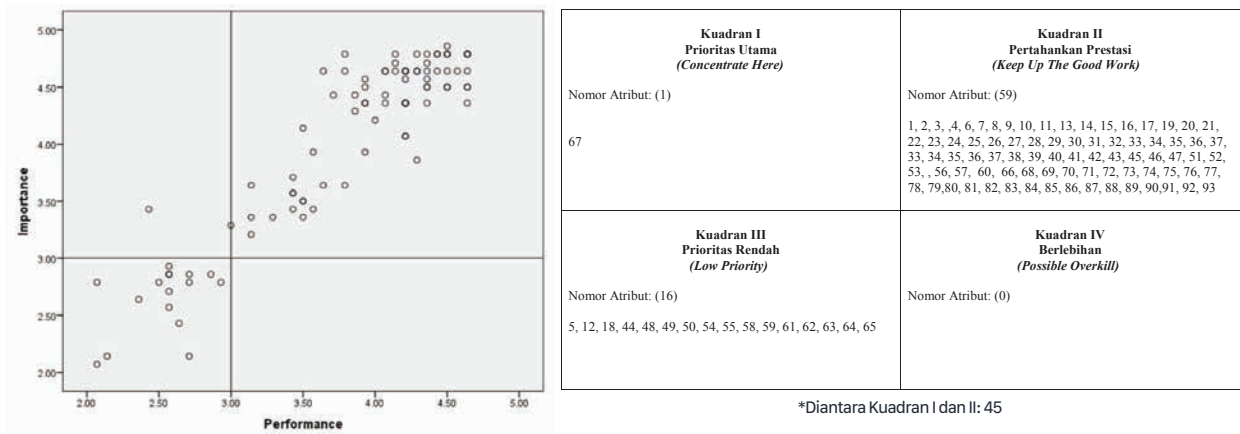 5.00
4.50
4.00
3.50
3.00
2.50
2.00
Importance
2.00 2.50 3.00 3.50 4.00 4.50 5.00
Performance
Kuadran I
Prioritas Utama
(Concentrate Here)
Nomor Atribut: (1)
67
Kuadran II
Pertahankan Prestasi
(Keep Up The Good Work)
Nomor Atribut: (59)
1, 2, 3, ,4, 6, 7, 8, 9, 10, 11, 13, 14, 15, 16, 17, 19, 20, 21,
22, 23, 24, 25, 26, 27, 28, 29, 30, 31, 32, 33, 34, 35, 36, 37,
33, 34, 35, 36, 37, 38, 39, 40, 41, 42, 43, 45, 46, 47, 51, 52,
53, , 56, 57, 60, 66, 68, 69, 70, 71, 72, 73, 74, 75, 76, 77,
78, 79,80, 81, 82, 83, 84, 85, 86, 87, 88, 89, 90,91, 92, 93
Kuadran III
Prioritas Rendah
(Low Priority)
Nomor Atribut: (16)
5, 12, 18, 44, 48, 49, 50, 54, 55, 58, 59, 61, 62, 63, 64, 65
Kuadran IV
Berlebihan
(Possible Overkill)
Nomor Atribut: (0)
*Diantara Kuadran I dan II: 45